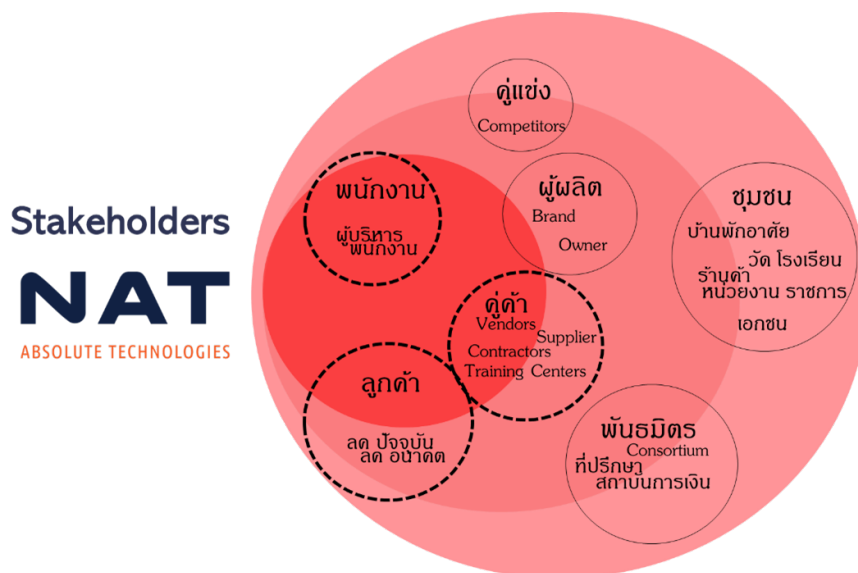 Stakeholders
NAT
ABSOLUTE TECHNOLOGIES
คู่แข่ง
Competitors
พนักงาน
ผู้บริหาร
พนักงาน
ผู้ผลิต
Brand
Owner
ชุมชน
บ้านพักอาศัย
วัด โรงเรียน
ร้านค้า
หน่วยงาน ราชการ
เอกชน
คู่ค้า
Vendors
Supplier
Contractors
Training Centers
ลูกค้า
ลค ปัจจุบัน
ลค อนาคต
พันธมิตร
Consortium
ที่ปรึกษา
สถาบันการเงิน